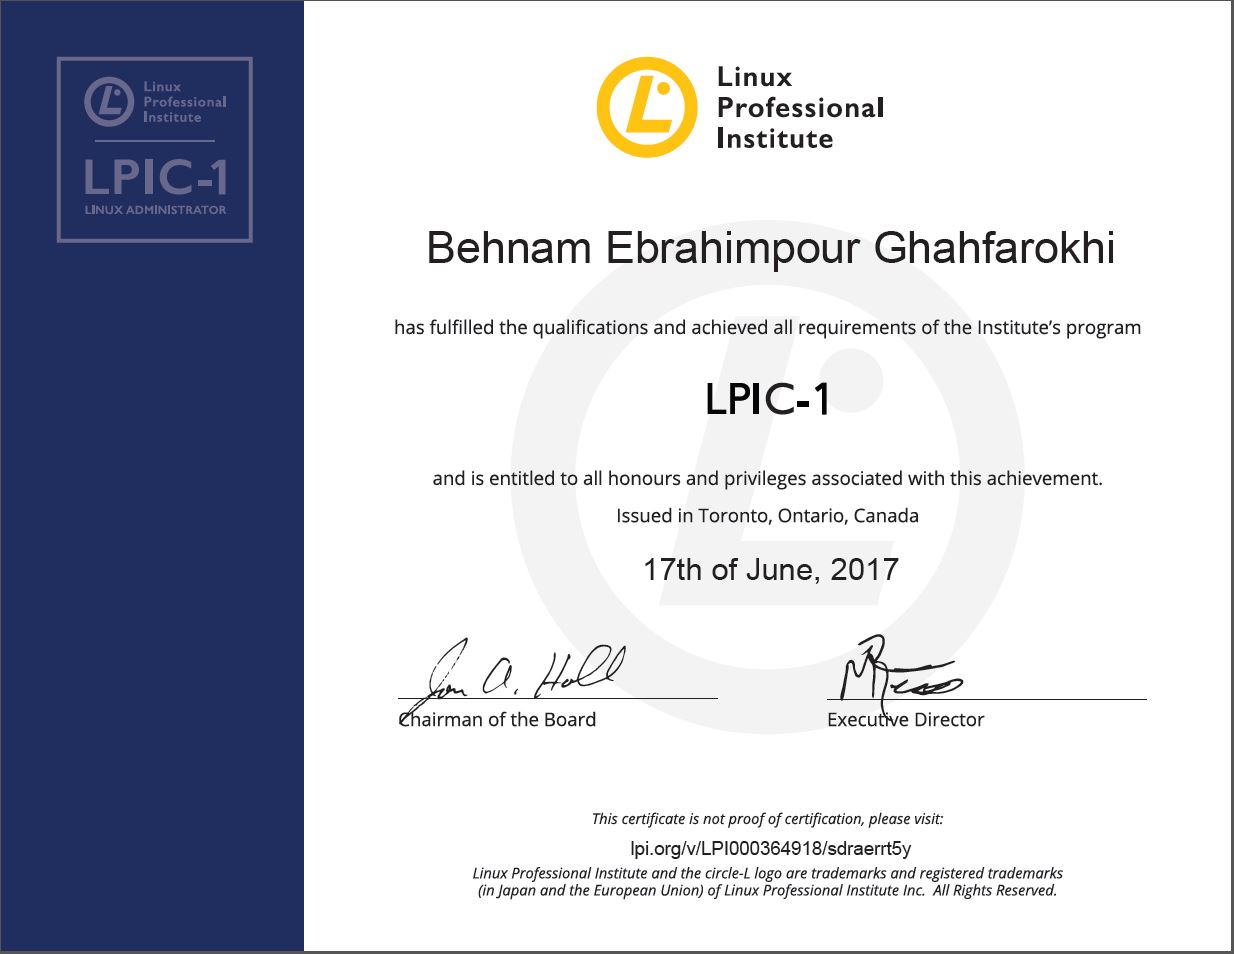 Linux
Professional
Institute
LPIC-1
LINUX ADMINISTRATOR
Linux
Professional
Institute
Behnam Ebrahimpour Ghahfarokhi
has fulfilled the qualifications and achieved all requirements of the Institute's program
LPIC-1
and is entitled to all honours and privileges associated with this achievement.
Issued in Toronto, Ontario, Canada
17th of June, 2017
Jon A. Hall
Chairman of the Board
Executive Director
This certificate is not proof of certification, please visit:
lpi.org/v/LPI000364918/sdraerrt5y
Linux Professional Institute and the circle-L logo are trademarks and registered trademarks
(in Japan and the European Union) of Linux Professional Institute Inc. All Rights Reserved.